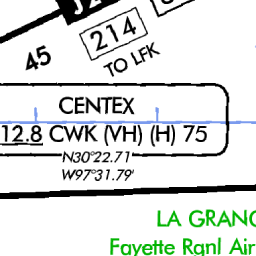 214
45
TO LFK
CENTEX
12.8 CWK (VH) (H) 75
N30°22.71'
W97°31.79'
LA GRANG
Fayette Rgnl Air